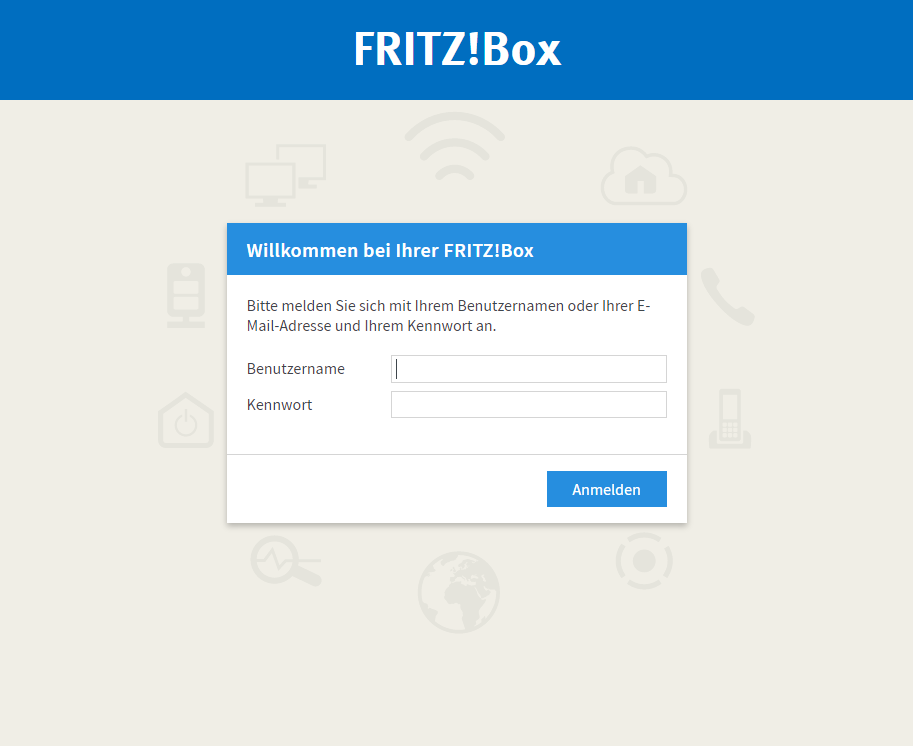 FRITZ!Box
Willkommen bei Ihrer FRITZ!Box
Bitte melden Sie sich mit Ihrem Benutzernamen oder Ihrer E-
Mail-Adresse und Ihrem Kennwort an.
Benutzername
Kennwort
Anmelden